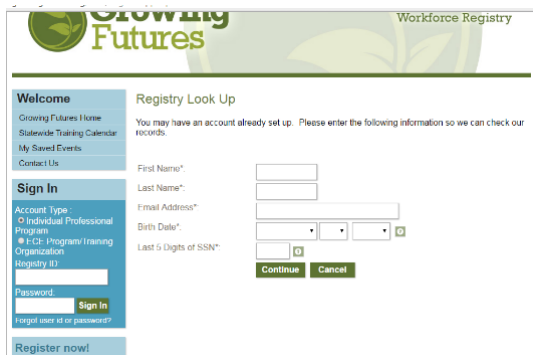 Growing
Futures
Workforce Registry
Welcome
Growing Futures Home
Statewide Training Calendar
My Saved Events
Contact Us
Sign In
Account Type :
Individual Professional
Program
ECE Program/Training
Organization
Registry ID:
Password:
Sign In
Forgot user id or password?
Register now!
Registry Look Up
You may have an account already set up. Please enter the following information so we can check our
records.
First Name*:
Last Name*:
Email Address*:
Birth Date*:
Last 5 Digits of SSN*:
Continue Cancel